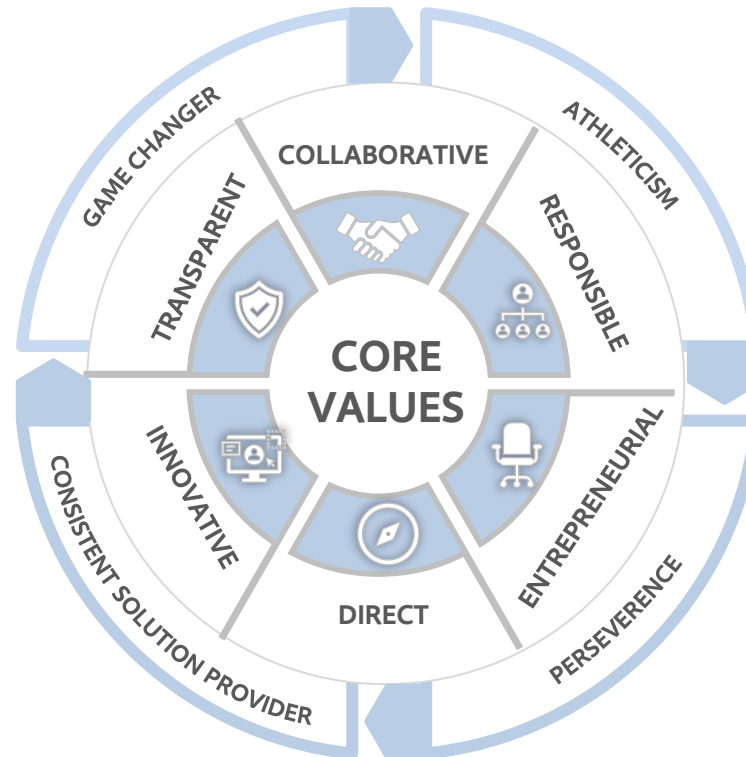 GAME CHANGER
ATHLETICISM
PERSEVERENCE
CONSISTENT SOLUTION PROVIDER
COLLABORATIVE
RESPONSIBLE
ENTREPRENEURIAL
DIRECT
INNOVATIVE
TRANSPARENT
CORE
VALUES